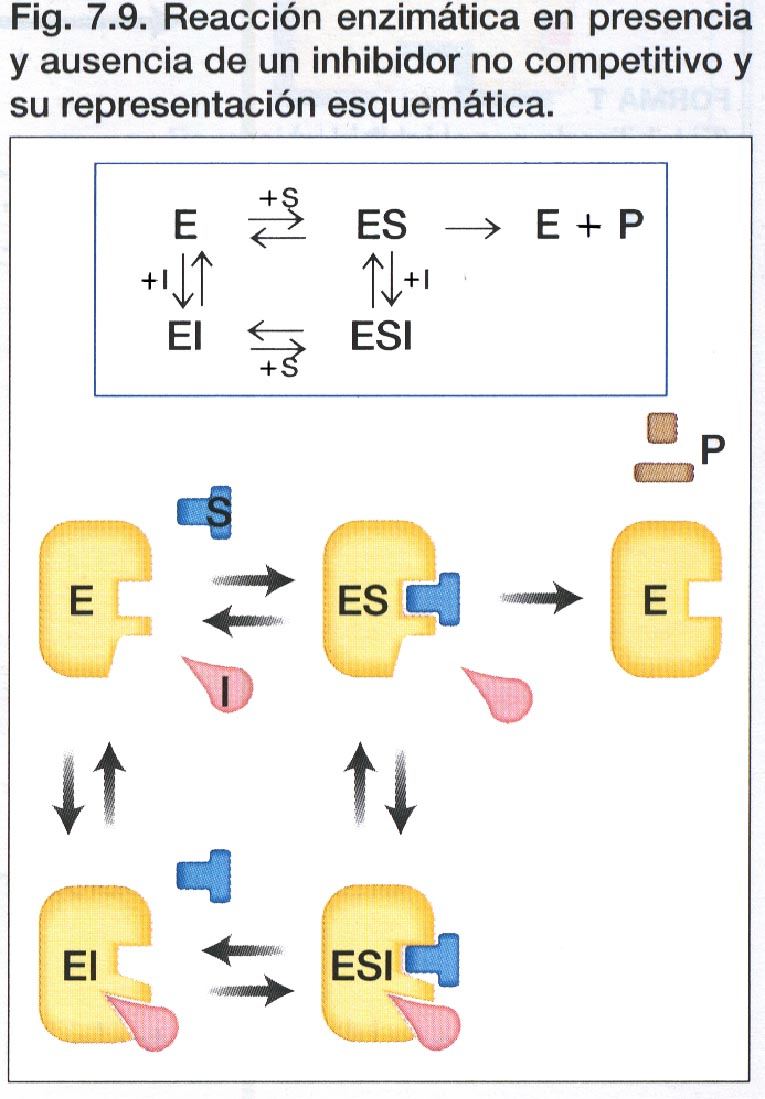 Fig. 7.9. Reacción enzimática en presencia
y ausencia de un inhibidor no competitivo y
su representación esquemática.
FORMA T
+S
E ES → E + P
+I +I
EI ESI
+S
P
S
E ES E
I
EI ESI